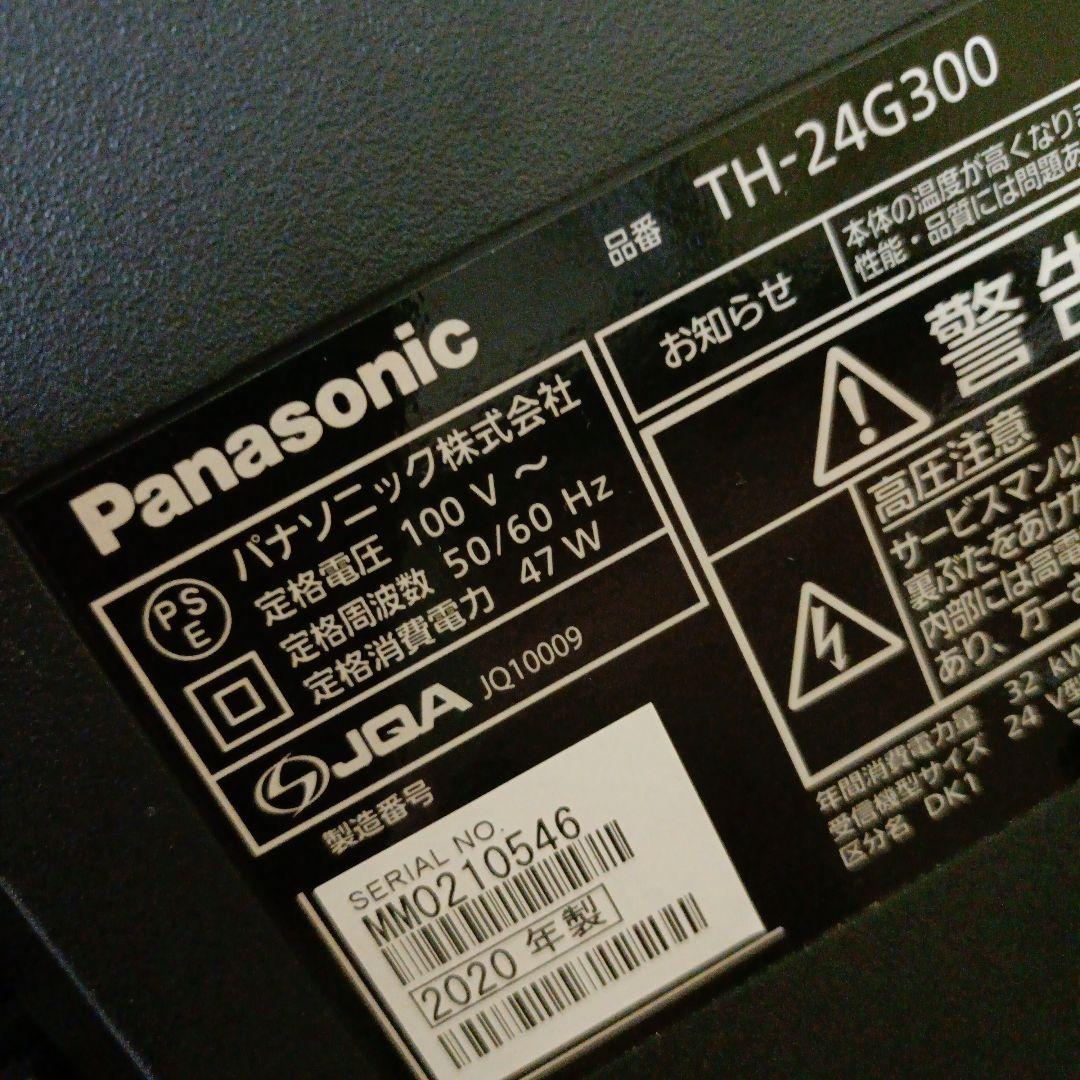 品番 TH-24G300
お知らせ
本体の温度が高くなりま
性能・品質には問題あ
警告
高圧注意
サービスマン以
裏ぶたをあけ
内部には高電
あり、万一
年間消費電力量 32 kW
受信機型サイズ 24 V型
区分名 DK1
Panasonic
パナソニック株式会社
定格電圧 100 V ～
定格周波数 50/60 Hz
定格消費電力 47 W
PSE
JQA JQ10009
製造番号
SERIAL NO.
MM0210546
2020 年製